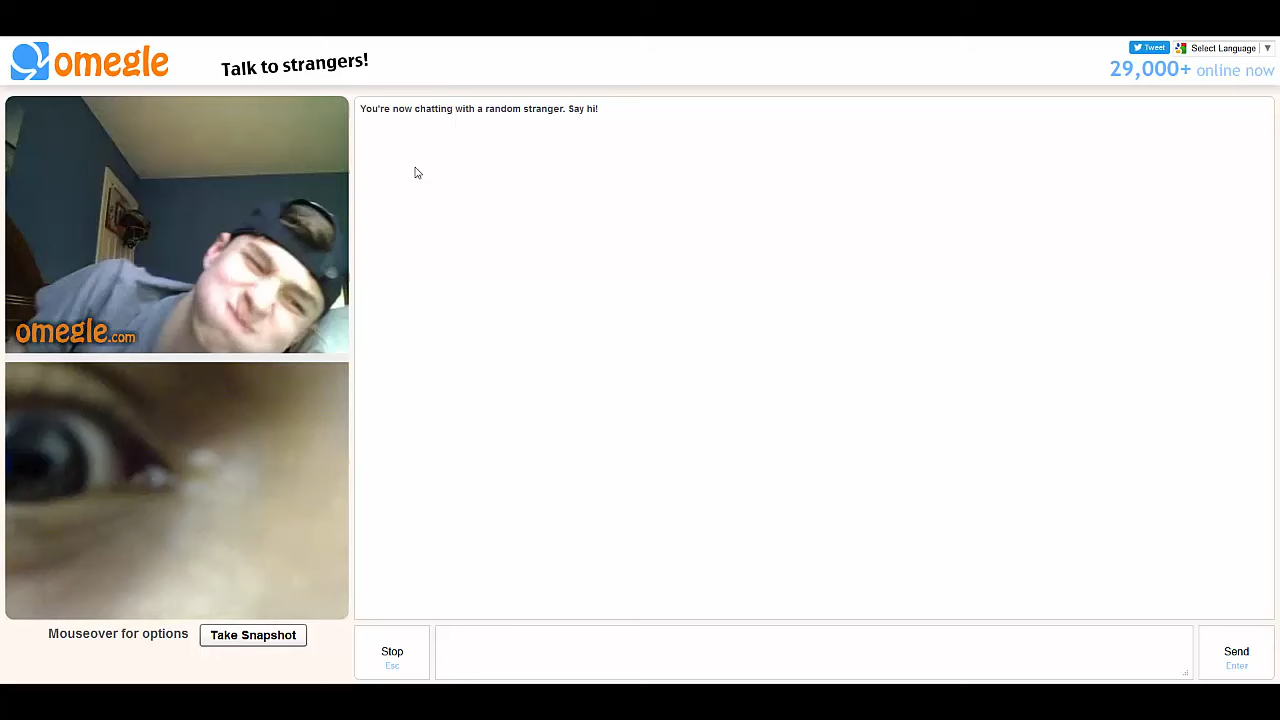 omegle
Talk to strangers!
Tweet
Select Language ▼
29,000+ online now
You're now chatting with a random stranger. Say hi!
omegle.com
Mouseover for options
Take Snapshot
Stop
Esc
Send
Enter